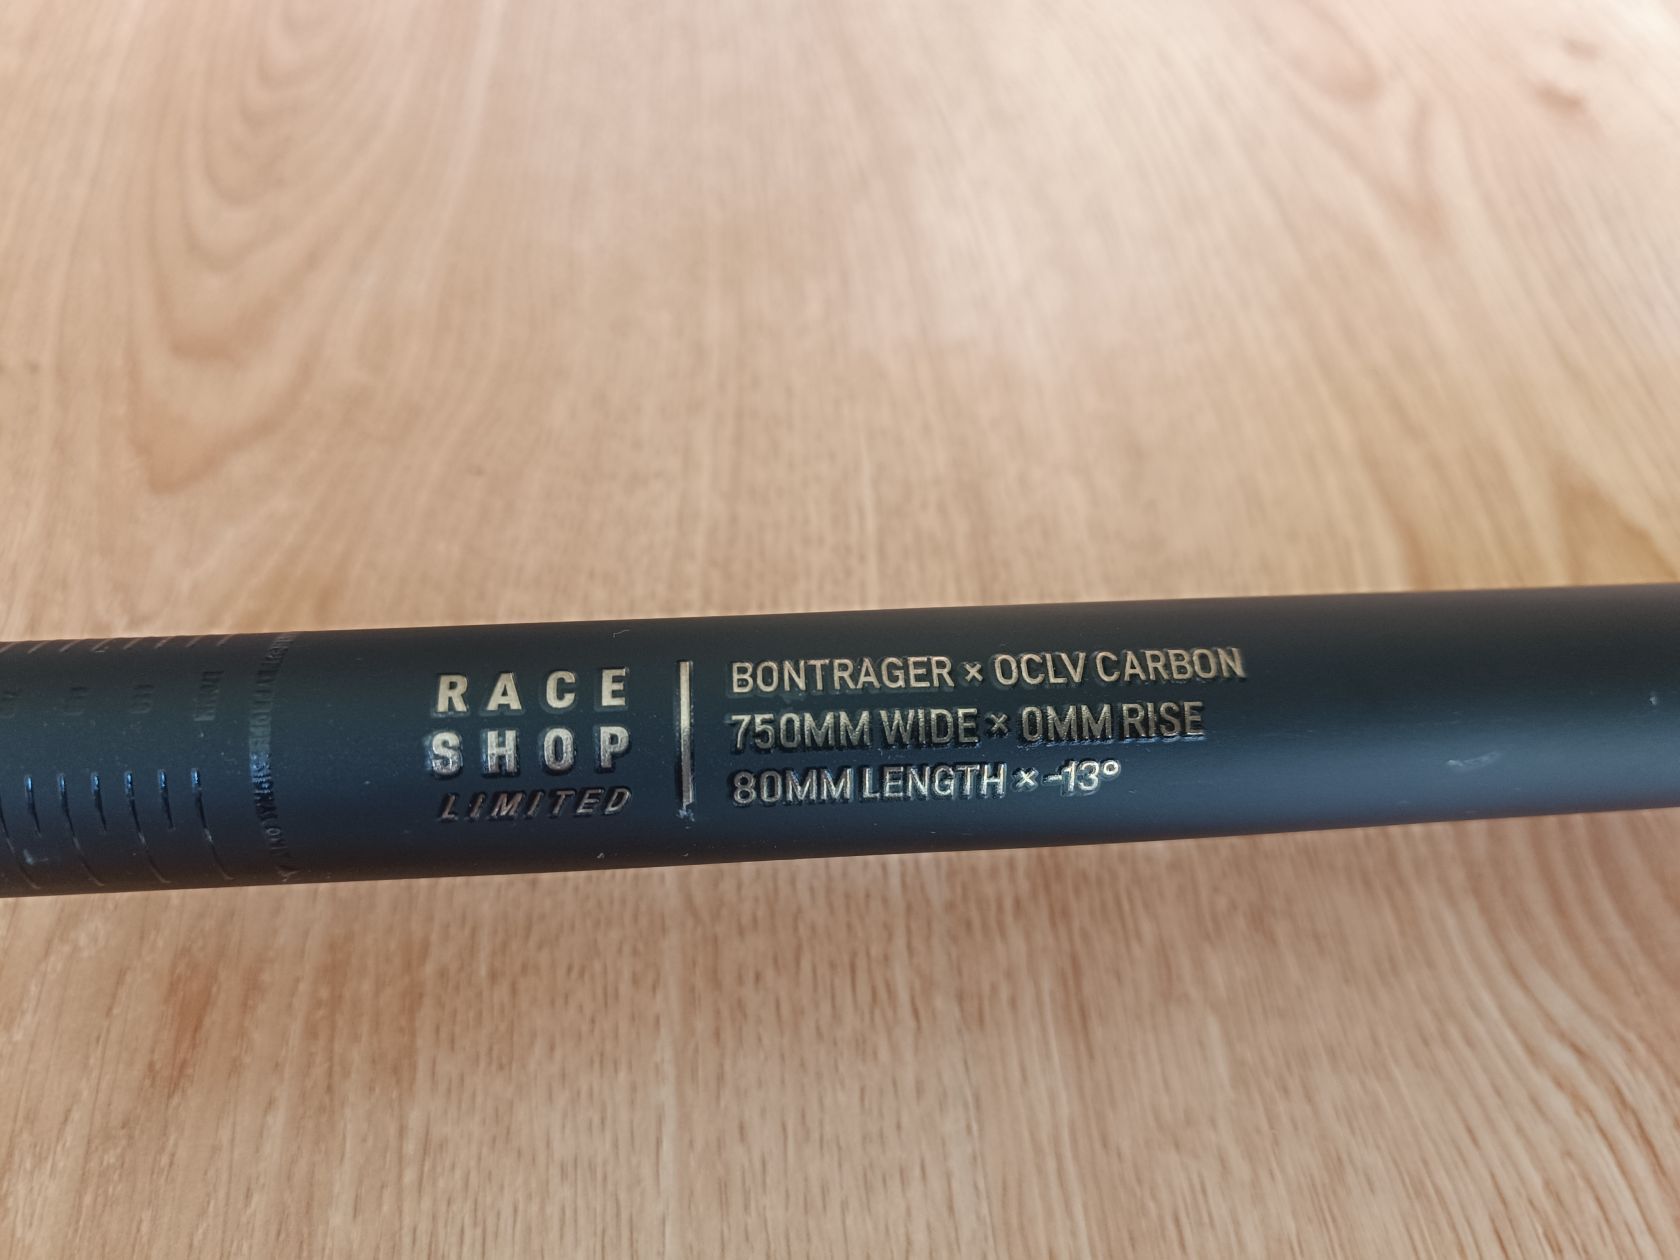 RACE
SHOP
LIMITED
BONTRAGER × OCLV CARBON
750MM WIDE × 0MM RISE
80MM LENGTH × -13°